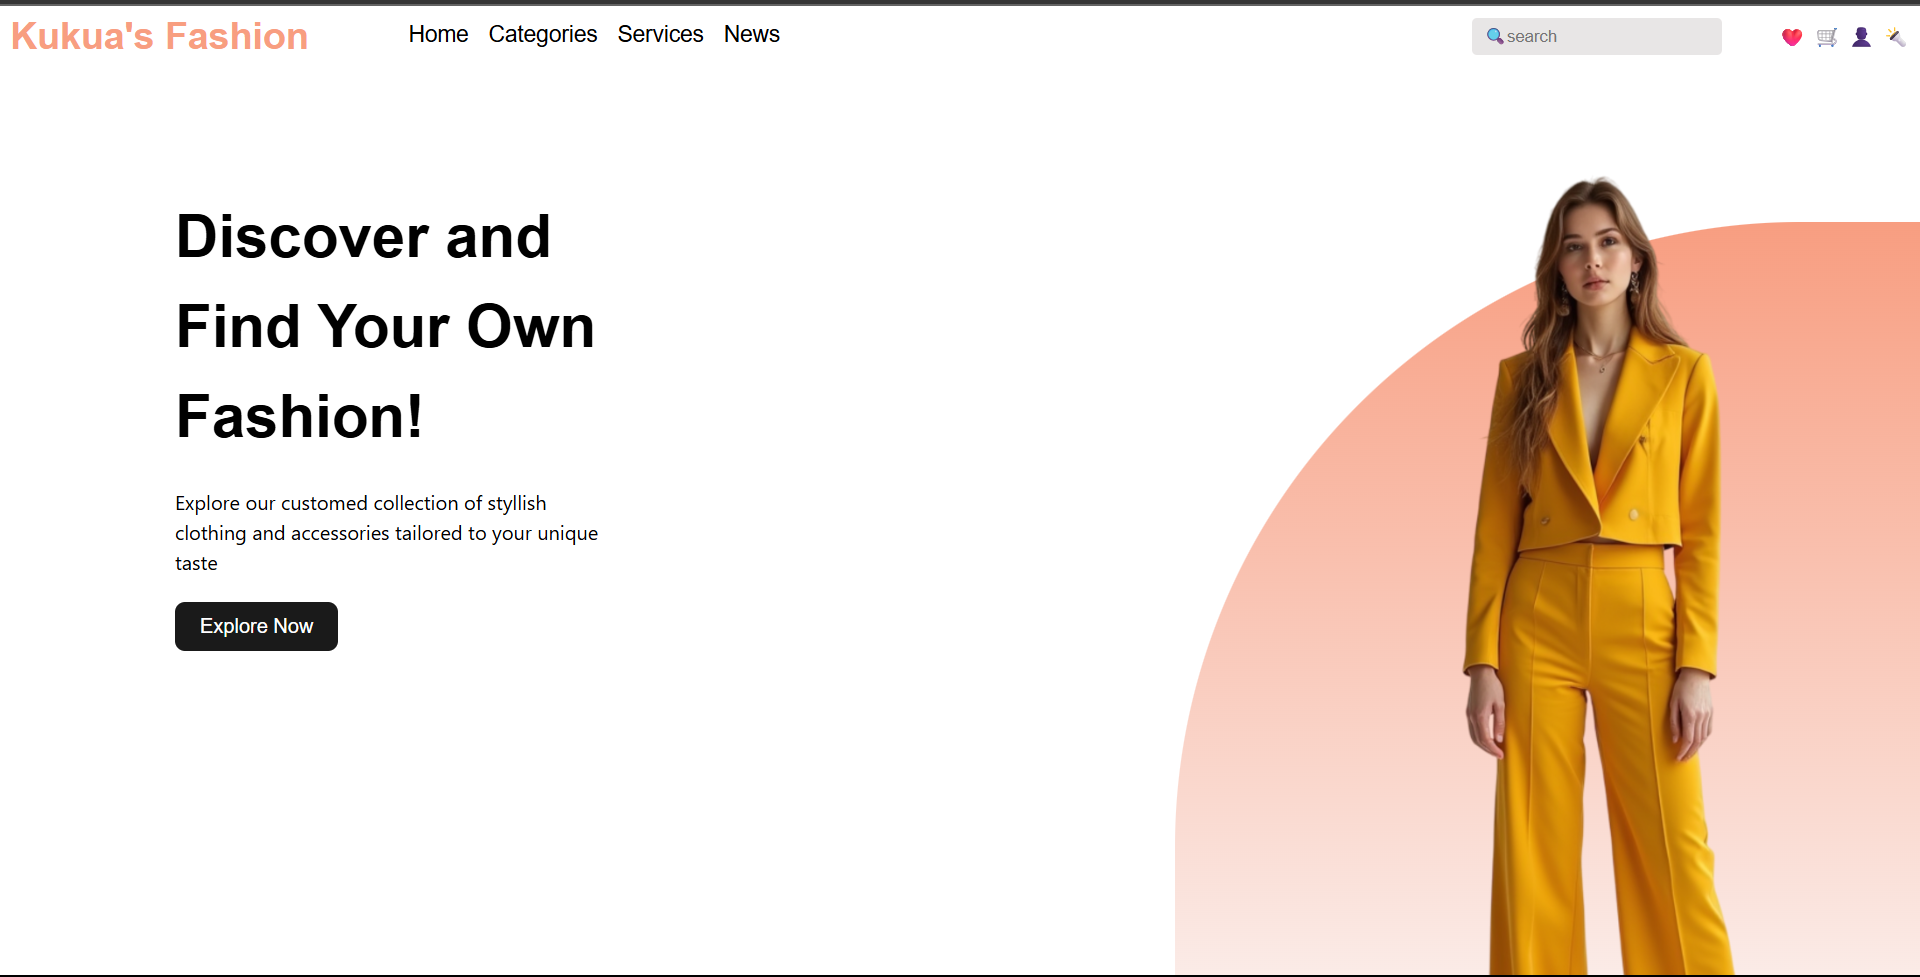 Kukua's Fashion
Home Categories Services News
search
Discover and
Find Your Own
Fashion!
Explore our customed collection of styllish
clothing and accessories tailored to your unique
taste
Explore Now